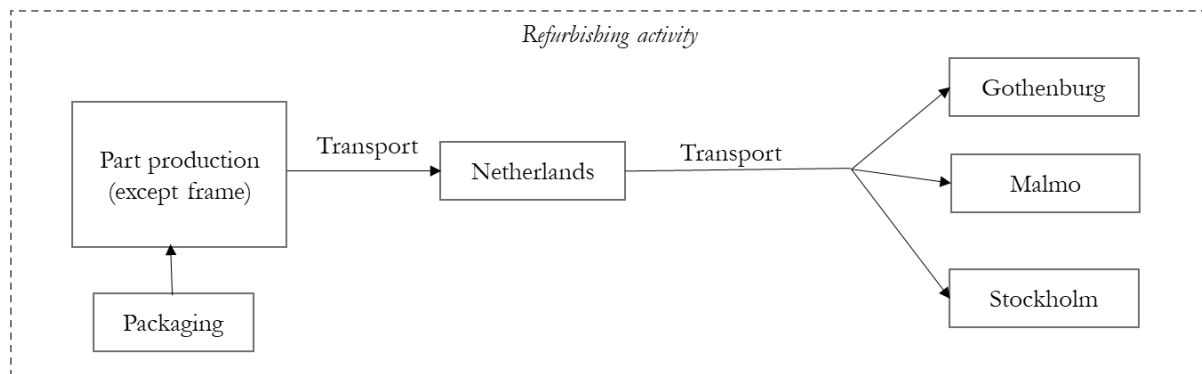 Refurbishing activity
Part production
(except frame)
Transport
Netherlands
Transport
Gothenburg
Malmo
Stockholm
Packaging